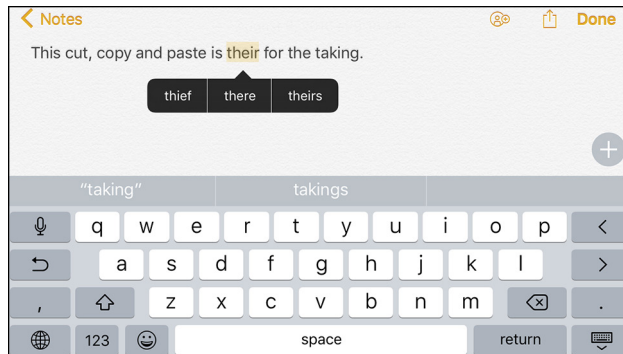 Notes
Done
This cut, copy and paste is their for the taking.
thief there theirs
"taking" takings
q w e r t y u i o p <
a s d f g h j k l >
, z x c v b n m .
123 space return